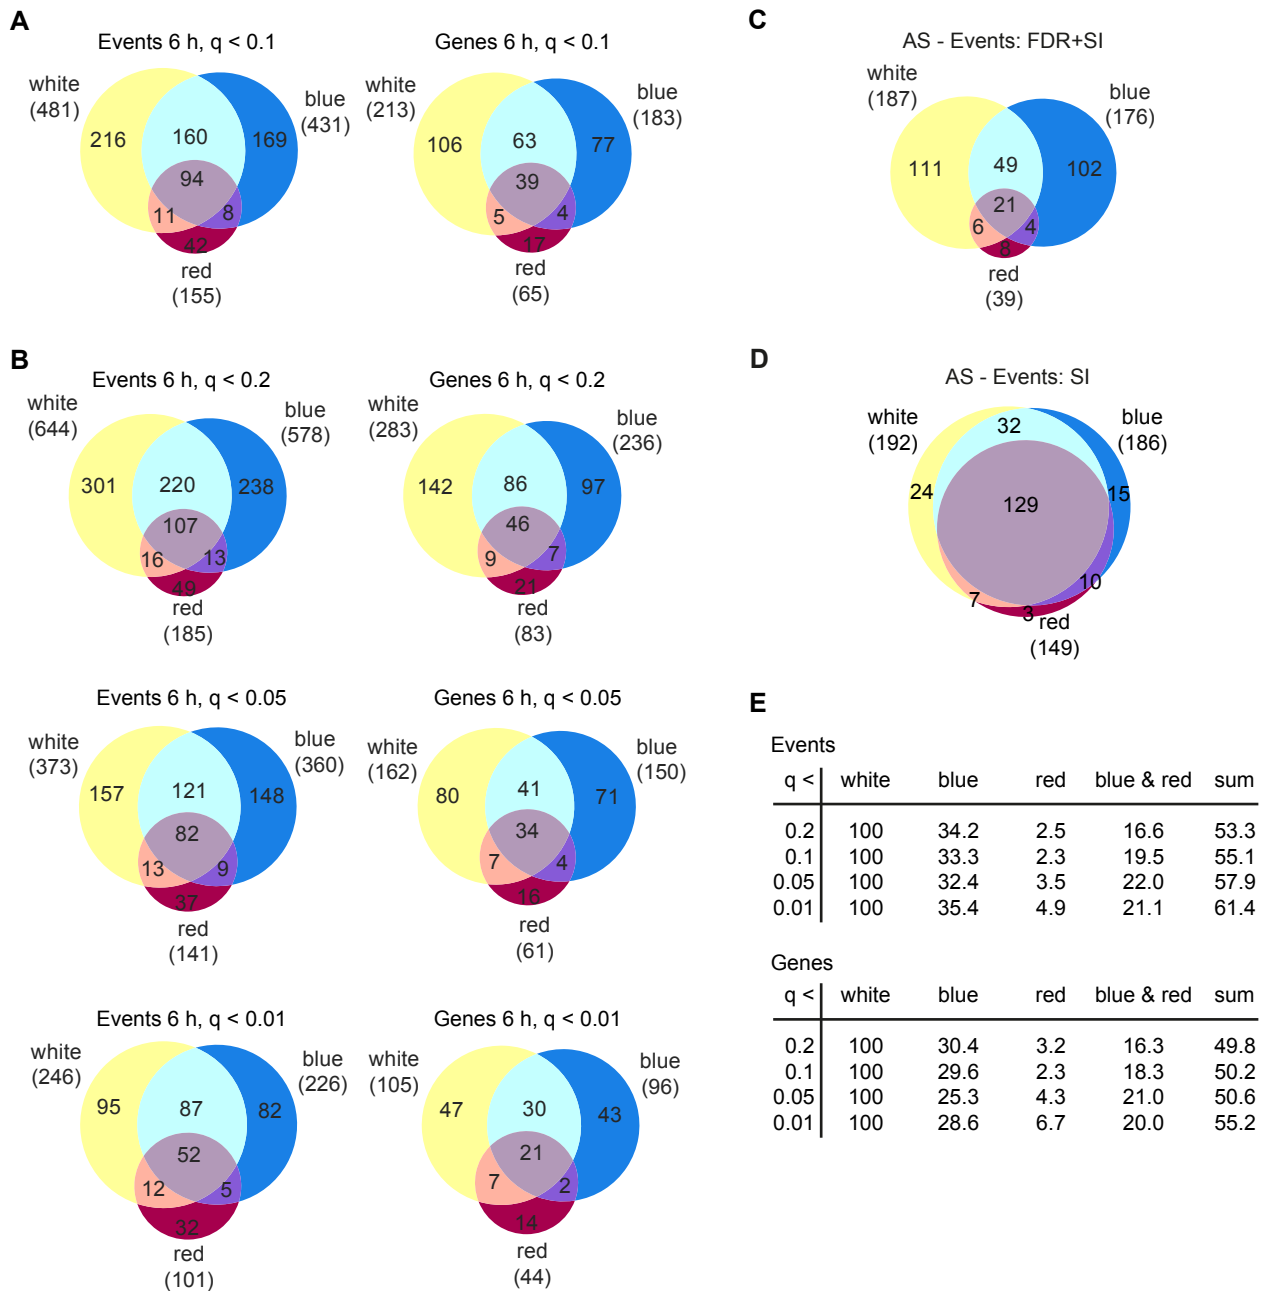 A
Events 6 h, q < 0.1
white
(481)
blue
(431)
216
160
169
94
11
8
42
red
(155)
Genes 6 h, q < 0.1
white
(213)
blue
(183)
106
63
77
39
5
4
17
red
(65)
B
Events 6 h, q < 0.2
white
(644)
blue
(578)
301
220
238
107
16
13
49
red
(185)
Genes 6 h, q < 0.2
white
(283)
blue
(236)
142
86
97
46
9
7
21
red
(83)
Events 6 h, q < 0.05
white
(373)
blue
(360)
157
121
148
82
13
9
37
red
(141)
Genes 6 h, q < 0.05
white
(162)
blue
(150)
80
41
71
34
7
4
16
red
(61)
Events 6 h, q < 0.01
white
(246)
blue
(226)
95
87
82
52
12
5
32
red
(101)
Genes 6 h, q < 0.01
white
(105)
blue
(96)
47
30
43
21
7
2
14
red
(44)
C
AS - Events: FDR+SI
white
(187)
blue
(176)
111
49
102
21
6
4
8
red
(39)
D
AS - Events: SI
white
(192)
blue
(186)
32
24
129
15
10
7
3
red
(149)
E
Events
q < white blue red blue & red sum
0.2 100 34.2 2.5 16.6 53.3
0.1 100 33.3 2.3 19.5 55.1
0.05 100 32.4 3.5 22.0 57.9
0.01 100 35.4 4.9 21.1 61.4
Genes
q < white blue red blue & red sum
0.2 100 30.4 3.2 16.3 49.8
0.1 100 29.6 2.3 18.3 50.2
0.05 100 25.3 4.3 21.0 50.6
0.01 100 28.6 6.7 20.0 55.2